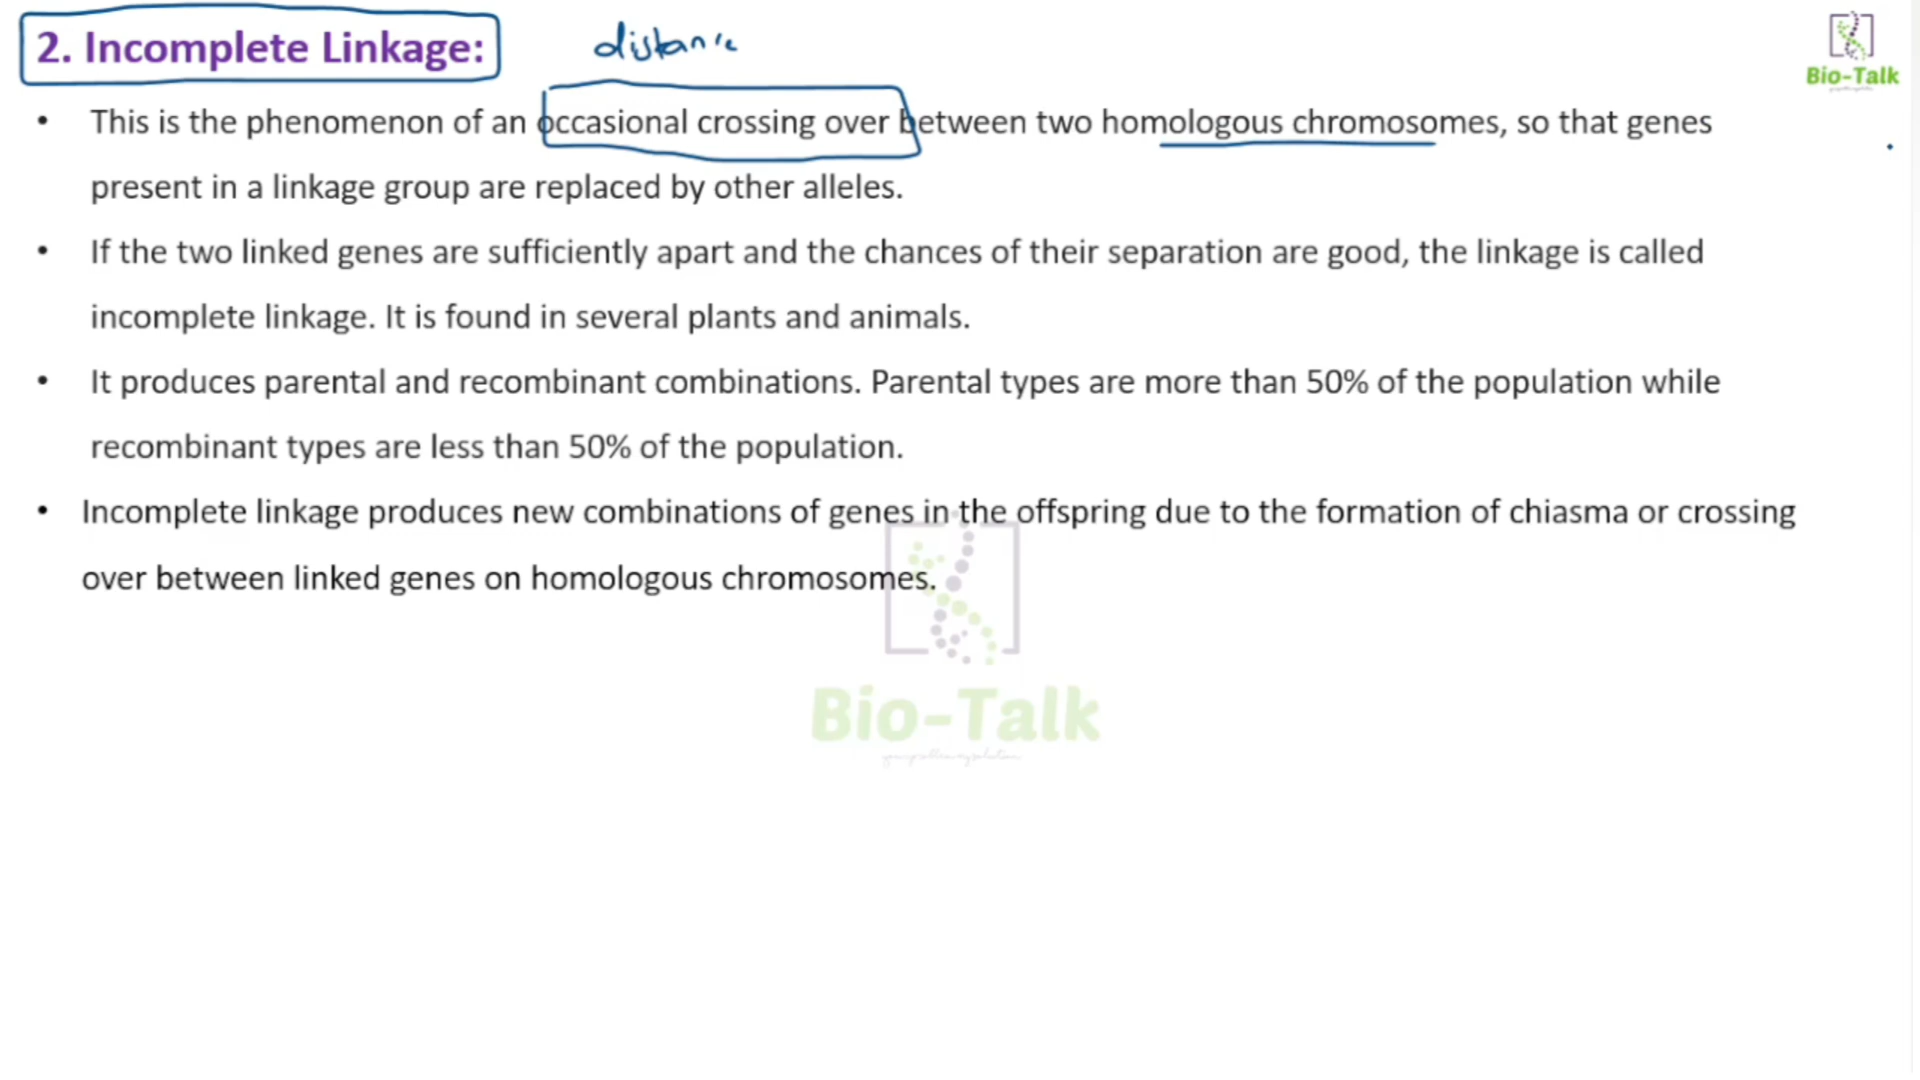 2. Incomplete Linkage:
distance
Bio-Talk
• This is the phenomenon of an occasional crossing over between two homologous chromosomes, so that genes
present in a linkage group are replaced by other alleles.
• If the two linked genes are sufficiently apart and the chances of their separation are good, the linkage is called
incomplete linkage. It is found in several plants and animals.
• It produces parental and recombinant combinations. Parental types are more than 50% of the population while
recombinant types are less than 50% of the population.
• Incomplete linkage produces new combinations of genes in the offspring due to the formation of chiasma or crossing
over between linked genes on homologous chromosomes.
Bio-Talk